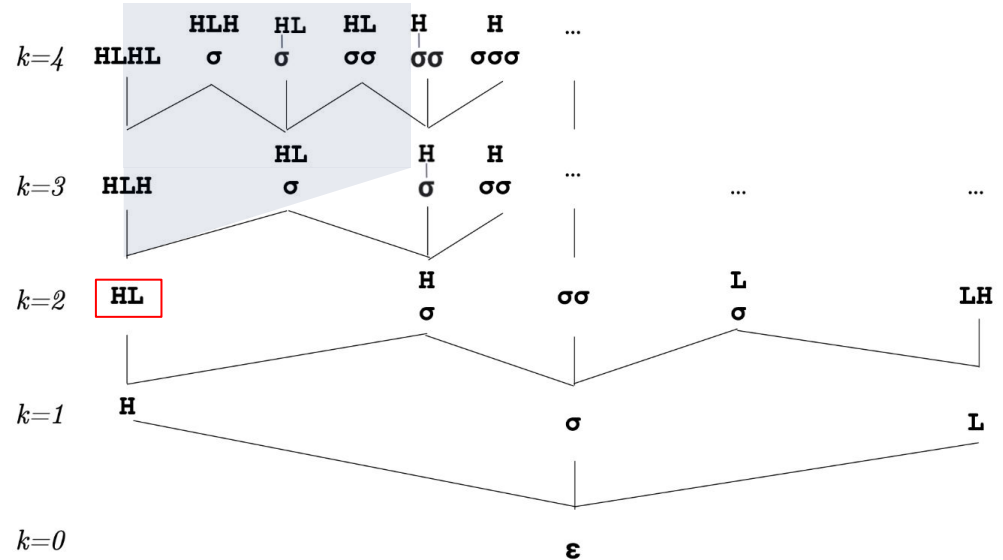 HLH HL HL H H ...
k=4 HLHL σ σ σσ σσ σσσ
HL H H ...
k=3 HLH σ σ σσ ... ...
H L
k=2 HL σσ LH
σ σ
k=1 H σ L
k=0 ε